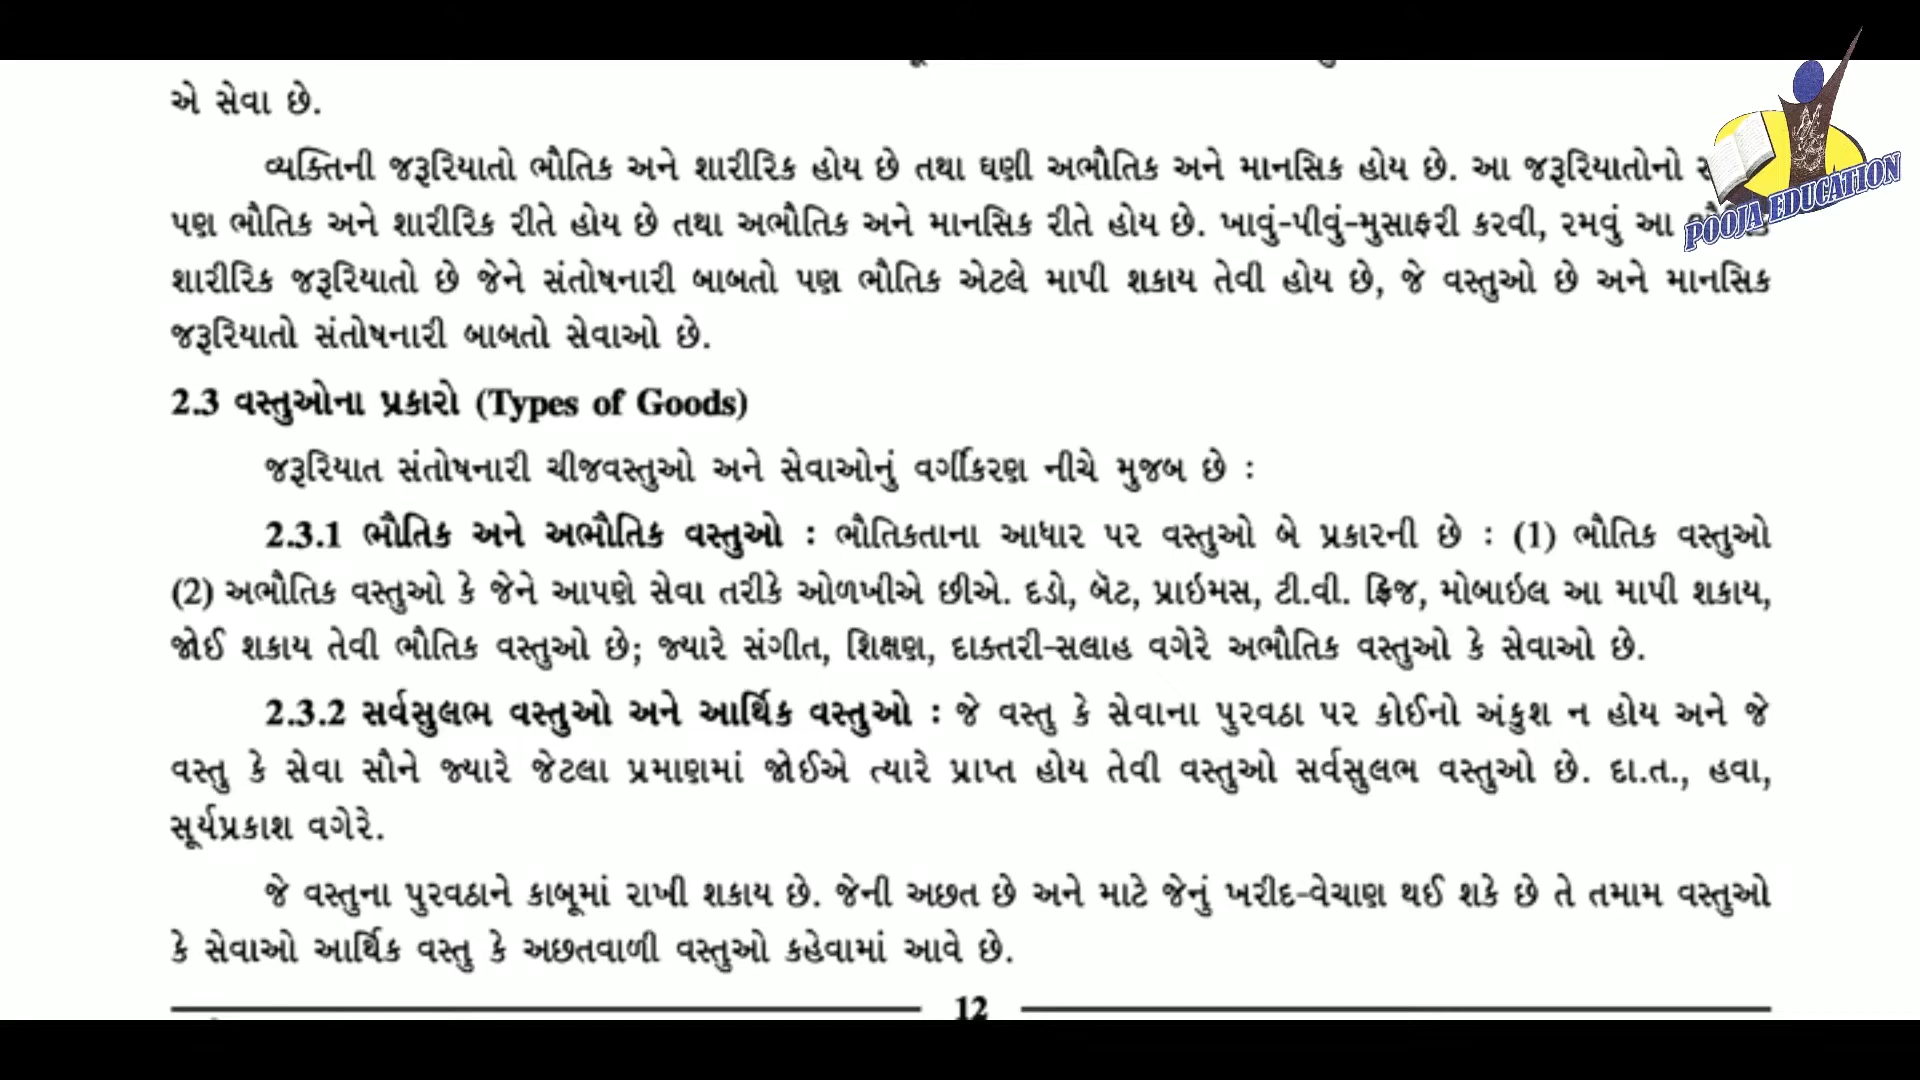 એ સેવા છે.
વ્યક્તિની જરૂરિયાતો ભૌતિક અને શારીરિક હોય છે તથા ઘણી અભૌતિક અને માનસિક હોય છે. આ જરૂરિયાતોનો
પણ ભૌતિક અને શારીરિક રીતે હોય છે તથા અભૌતિક અને માનસિક રીતે હોય છે. ખાવું-પીવું-મુસાફરી કરવી, રમવું આ
શારીરિક જરૂરિયાતો છે જેને સંતોષનારી બાબતો પણ ભૌતિક એટલે માપી શકાય તેવી હોય છે, જે વસ્તુઓ છે અને માનસિક
જરૂરિયાતો સંતોષનારી બાબતો સેવાઓ છે.
2.3 વસ્તુઓના પ્રકારો (Types of Goods)
જરૂરિયાત સંતોષનારી ચીજવસ્તુઓ અને સેવાઓનું વર્ગીકરણ નીચે મુજબ છે :
2.3.1 ભૌતિક અને અભૌતિક વસ્તુઓ : ભૌતિકતાના આધાર પર વસ્તુઓ બે પ્રકારની છે : (1) ભૌતિક વસ્તુઓ
(2) અભૌતિક વસ્તુઓ કે જેને આપણે સેવા તરીકે ઓળખીએ છીએ. દડો, બૅટ, પ્રાઇમસ, ટી.વી. ફ્રિજ, મોબાઇલ આ માપી શકાય,
જોઈ શકાય તેવી ભૌતિક વસ્તુઓ છે; જ્યારે સંગીત, શિક્ષણ, દાક્તરી-સલાહ વગેરે અભૌતિક વસ્તુઓ કે સેવાઓ છે.
2.3.2 સર્વસુલભ વસ્તુઓ અને આર્થિક વસ્તુઓ : જે વસ્તુ કે સેવાના પુરવઠા પર કોઈનો અંકુશ ન હોય અને જે
વસ્તુ કે સેવા સૌને જ્યારે જેટલા પ્રમાણમાં જોઈએ ત્યારે પ્રાપ્ત હોય તેવી વસ્તુઓ સર્વસુલભ વસ્તુઓ છે. દા.ત., હવા,
સૂર્યપ્રકાશ વગેરે.
જે વસ્તુના પુરવઠાને કાબૂમાં રાખી શકાય છે. જેની અછત છે અને માટે જેનું ખરીદ-વેચાણ થઈ શકે છે તે તમામ વસ્તુઓ
કે સેવાઓ આર્થિક વસ્તુ કે અછતવાળી વસ્તુઓ કહેવામાં આવે છે.
12
POOJA EDUCATION